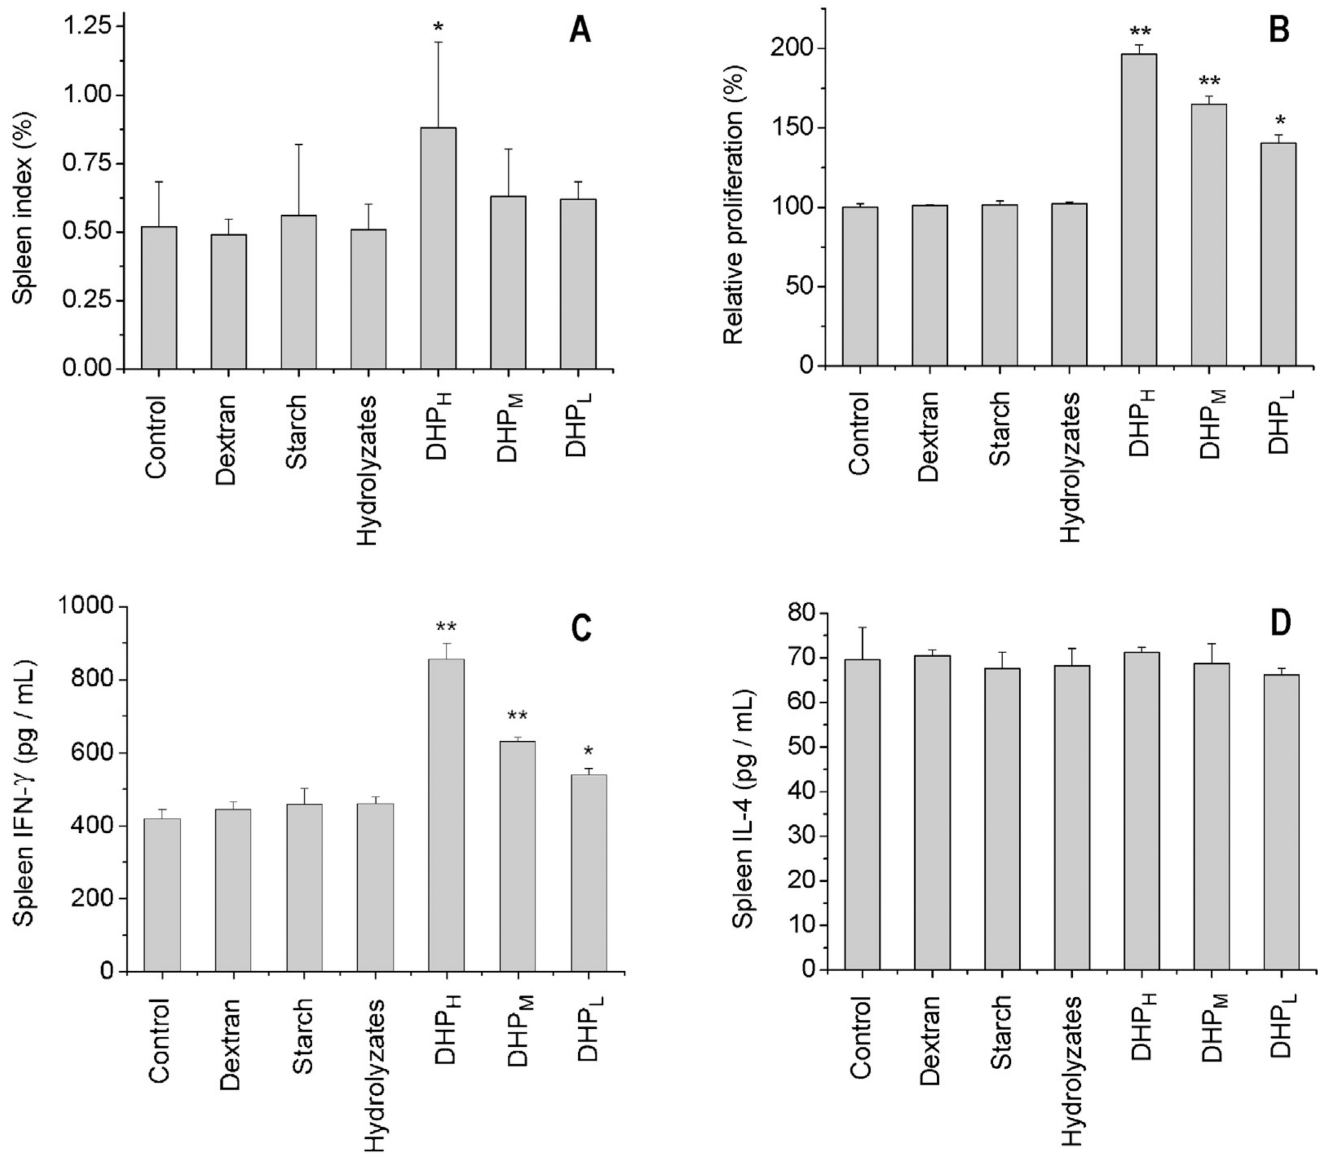 A
Spleen index (%)
1.25
1.00
0.75
0.50
0.25
0.00
*
Control
Dextran
Starch
Hydrolyzates
DHP_H
DHP_M
DHP_L
B
Relative proliferation (%)
200
150
100
50
0
**
**
*
Control
Dextran
Starch
Hydrolyzates
DHP_H
DHP_M
DHP_L
C
Spleen IFN-γ (pg / mL)
1000
800
600
400
200
0
**
**
*
Control
Dextran
Starch
Hydrolyzates
DHP_H
DHP_M
DHP_L
D
Spleen IL-4 (pg / mL)
80
70
60
50
40
30
20
10
0
Control
Dextran
Starch
Hydrolyzates
DHP_H
DHP_M
DHP_L